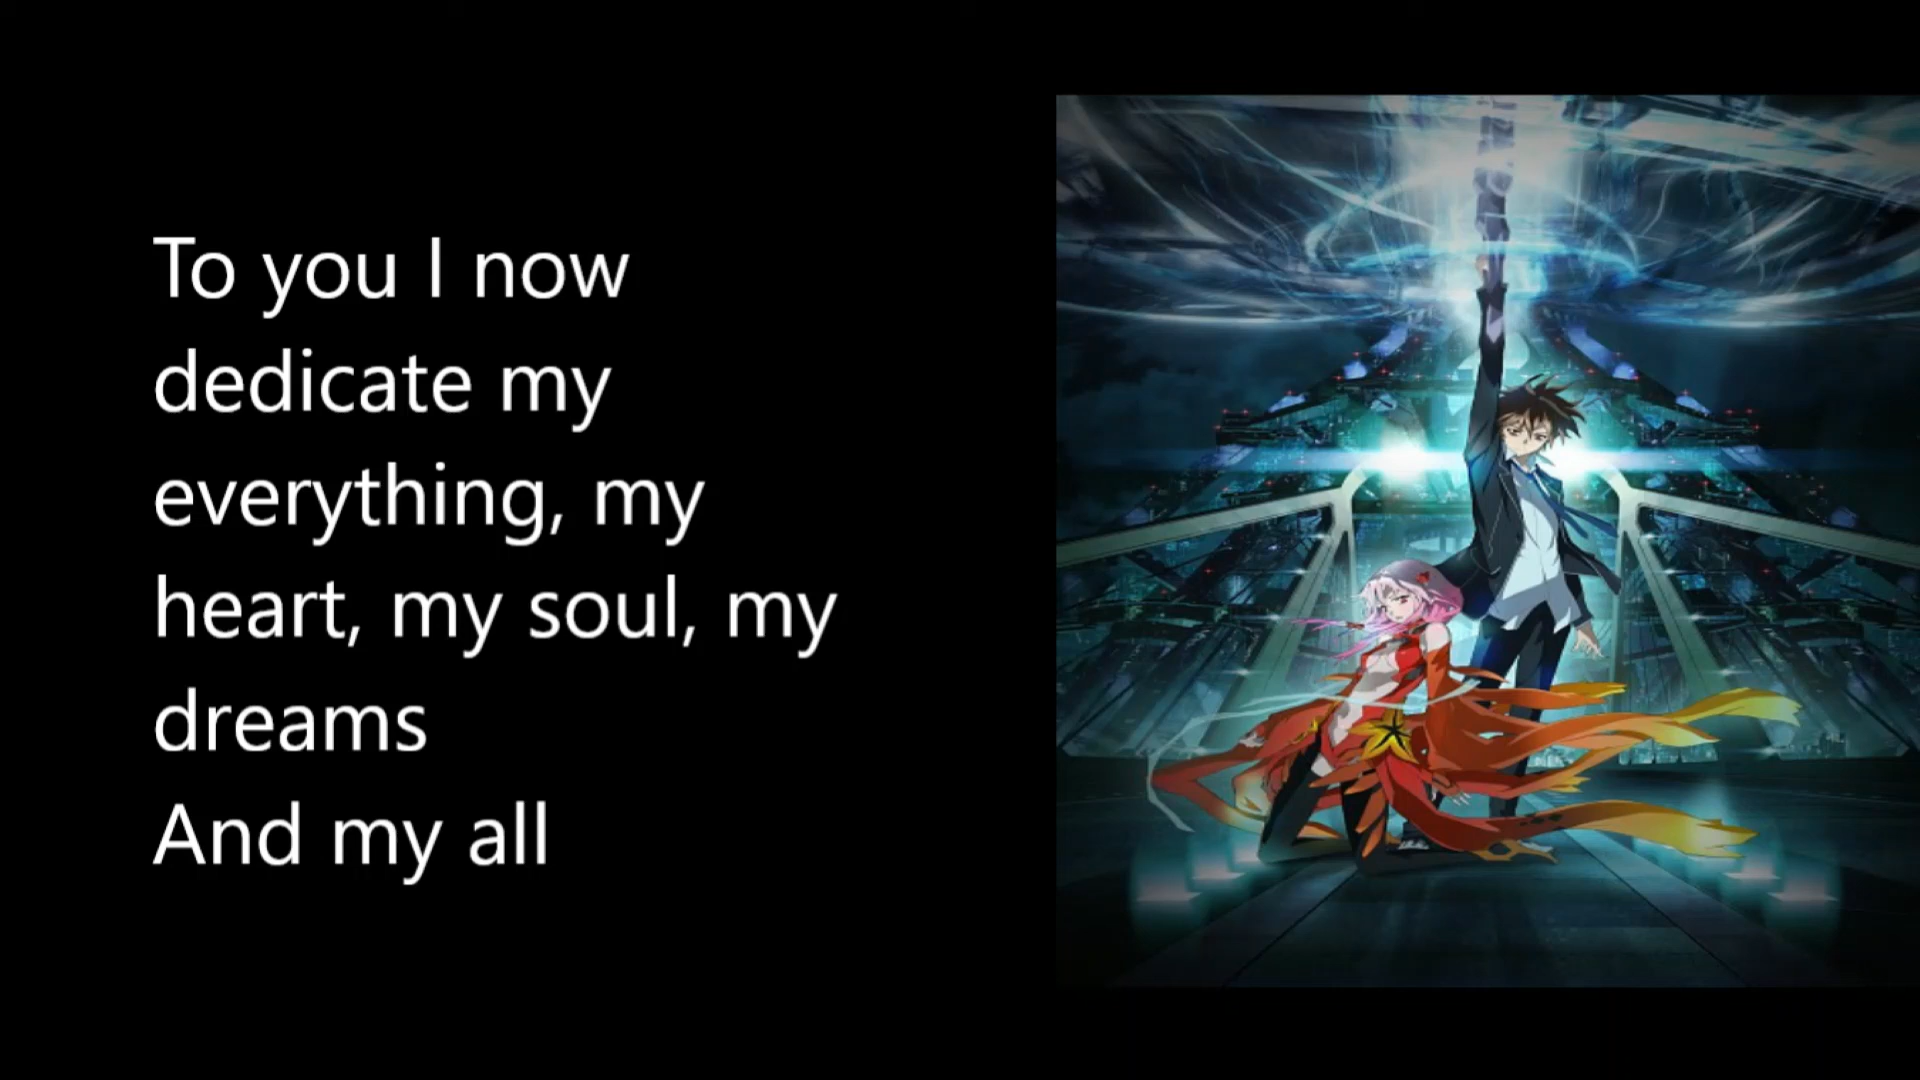 To you I now
dedicate my
everything, my
heart, my soul, my
dreams
And my all